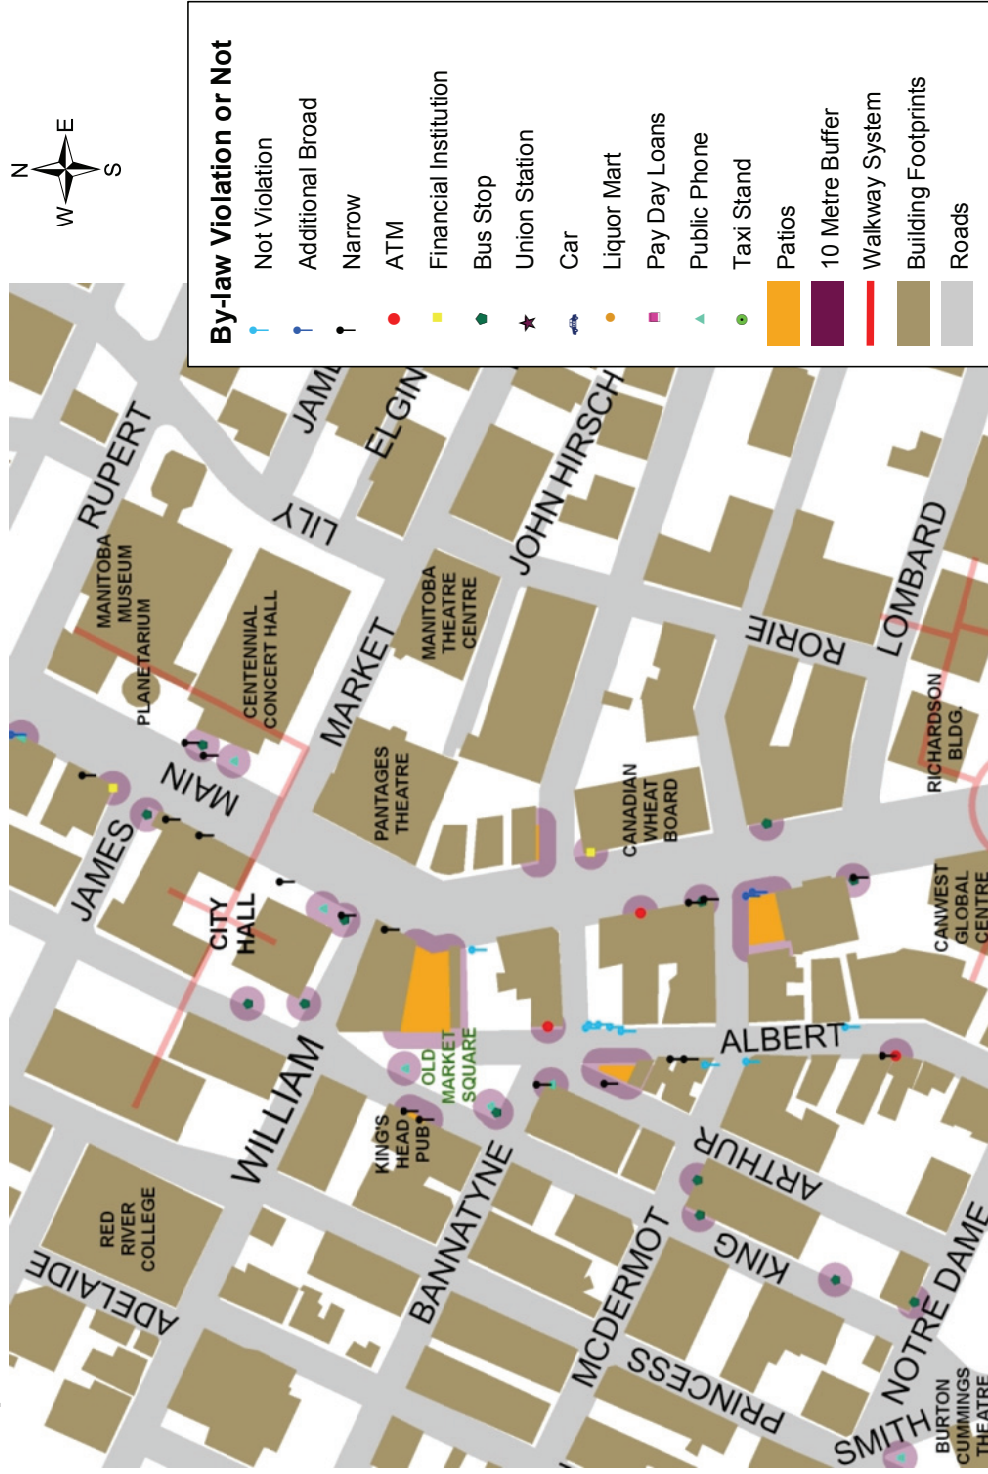 N
W E
S
By-law Violation or Not
Not Violation
Additional Broad
Narrow
ATM
Financial Institution
Bus Stop
Union Station
Car
Liquor Mart
Pay Day Loans
Public Phone
Taxi Stand
Patios
10 Metre Buffer
Walkway System
Building Footprints
Roads
RUPERT
MANITOBA
MUSEUM
PLANETARIUM
LILY
ELGIN
CENTENNIAL
CONCERT HALL
JOHN HIRSCH
MAIN
MARKET
MANITOBA
THEATRE
CENTRE
JAMES
CITY
HALL
PANTAGES
THEATRE
CANADIAN
WHEAT
BOARD
RORIE
LOMBARD
RICHARDSON
BLDG.
CANWEST
GLOBAL
CENTRE
WILLIAM
OLD
MARKET
SQUARE
KING'S
HEAD
PUB
ALBERT
RED
RIVER
COLLEGE
ADELAIDE
BANNATYNE
ARTHUR
MCDERMOT
KING
PRINCESS
NOTRE DAME
SMITH
BURTON
CUMMINGS
THEATRE